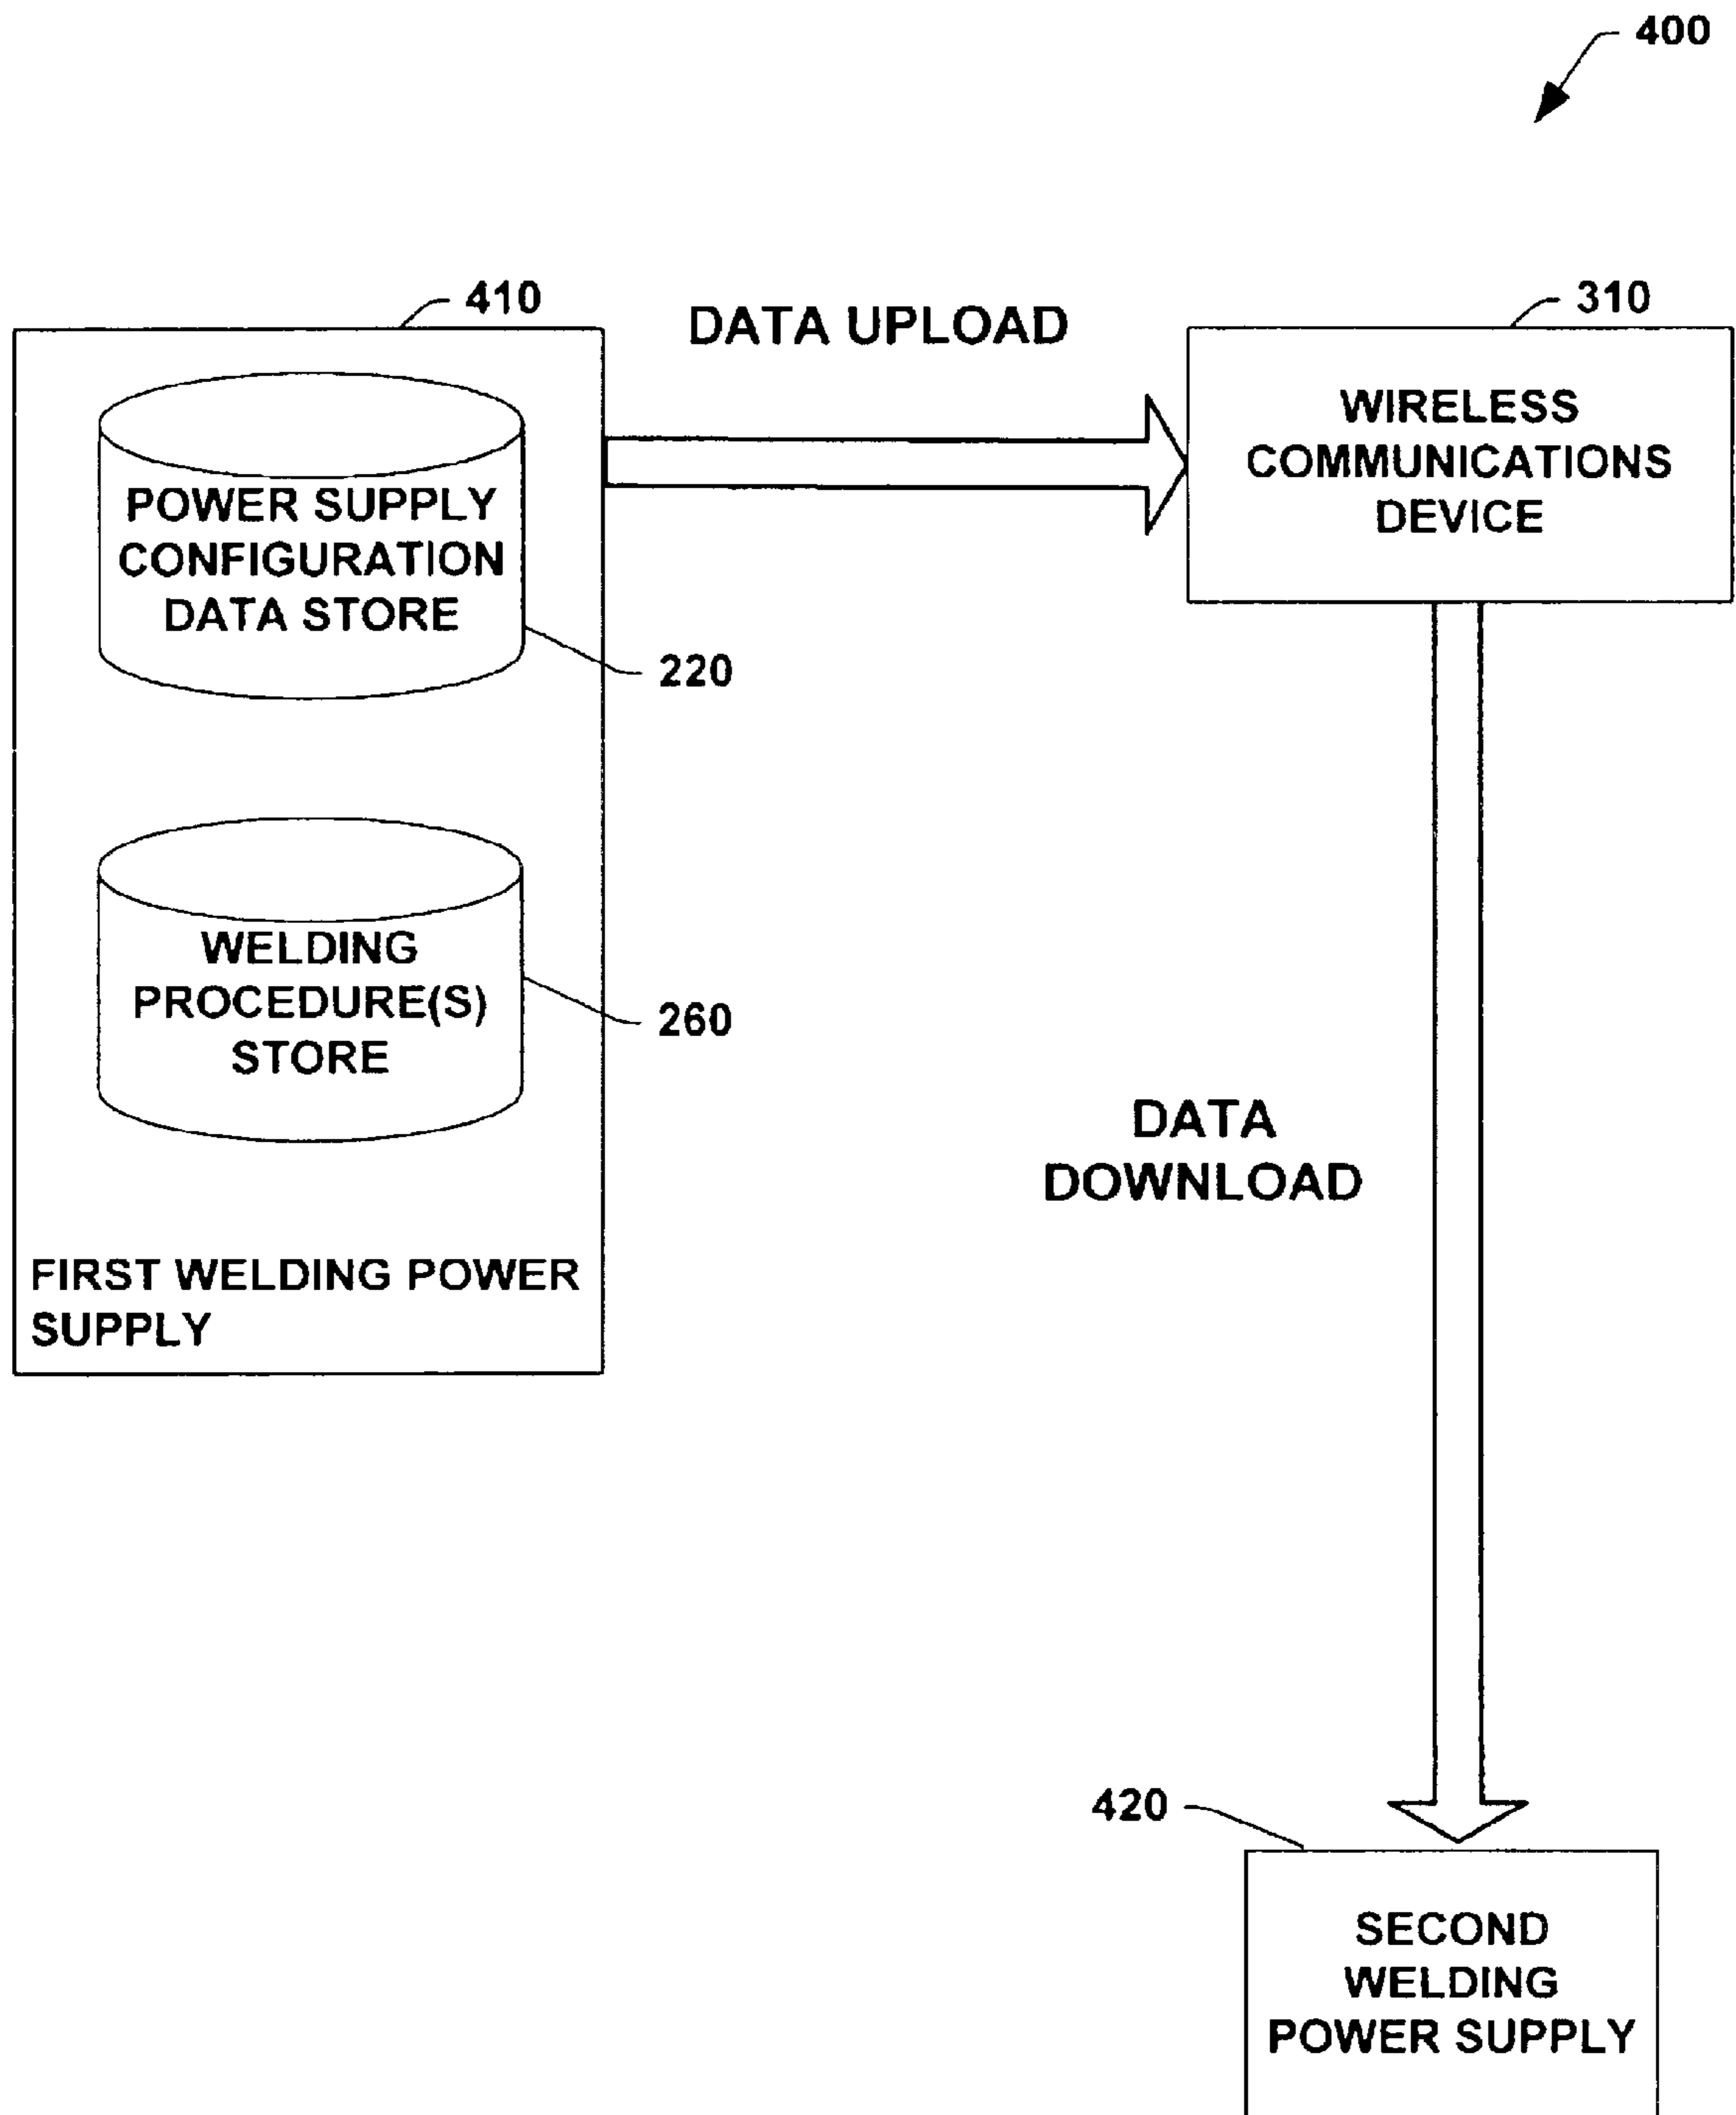 400
410
DATA UPLOAD
310
WIRELESS
COMMUNICATIONS
DEVICE
POWER SUPPLY
CONFIGURATION
DATA STORE
220
WELDING
PROCEDURE(S)
STORE
260
DATA
DOWNLOAD
FIRST WELDING POWER
SUPPLY
420
SECOND
WELDING
POWER SUPPLY